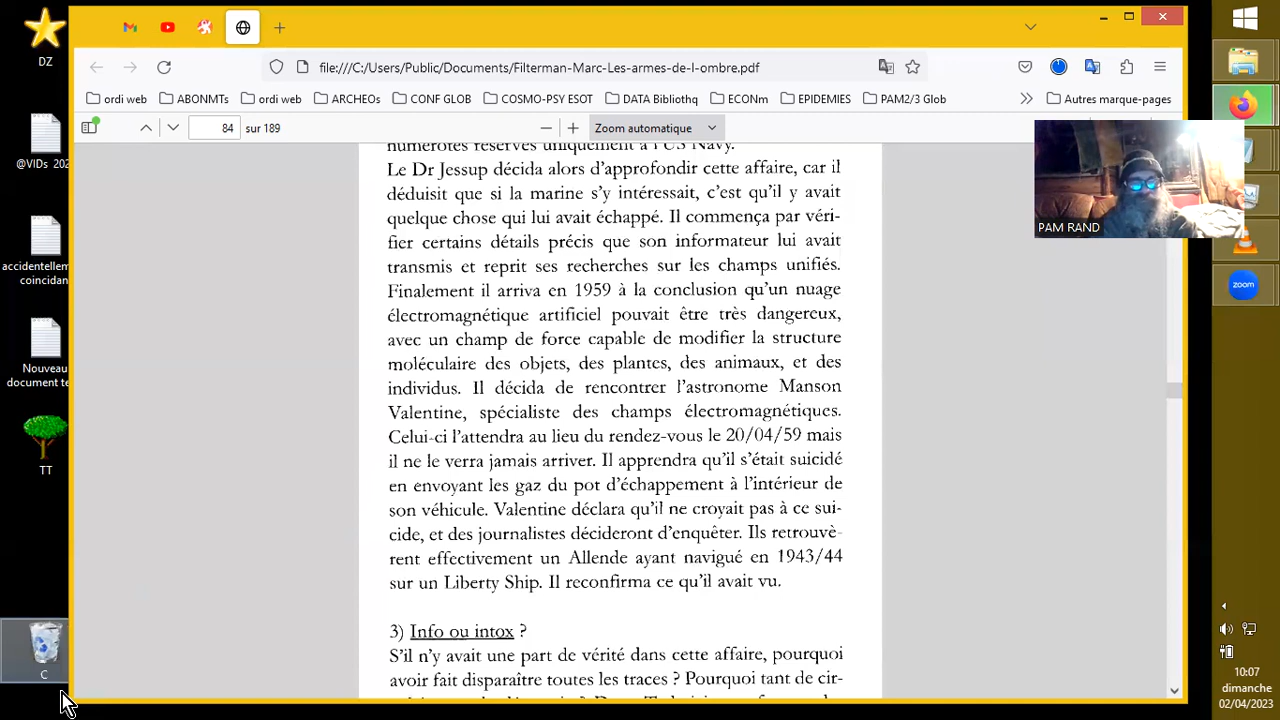 DZ
@VIDs 202
accidentellem
coincidan
Nouveau
document te
TT
C
file:///C:/Users/Public/Documents/Filterman-Marc-Les-armes-de-l-ombre.pdf
ordi web ABONMTs ordi web ARCHEOs CONF GLOB COSMO-PSY ESOT DATA Bibliothq ECONm EPIDEMIES PAM2/3 Glob Autres marque-pages
84 sur 189 Zoom automatique
numérotés réservés uniquement à l'US Navy.
Le Dr Jessup décida alors d'approfondir cette affaire, car il
déduisit que si la marine s'y intéressait, c'est qu'il y avait
quelque chose qui lui avait échappé. Il commença par véri-
fier certains détails précis que son informateur lui avait
transmis et reprit ses recherches sur les champs unifiés.
Finalement il arriva en 1959 à la conclusion qu'un nuage
électromagnétique artificiel pouvait être très dangereux,
avec un champ de force capable de modifier la structure
moléculaire des objets, des plantes, des animaux, et des
individus. Il décida de rencontrer l'astronome Manson
Valentine, spécialiste des champs électromagnétiques.
Celui-ci l'attendra au lieu du rendez-vous le 20/04/59 mais
il ne le verra jamais arriver. Il apprendra qu'il s'était suicidé
en envoyant les gaz du pot d'échappement à l'intérieur de
son véhicule. Valentine déclara qu'il ne croyait pas à ce sui-
cide, et des journalistes décideront d'enquêter. Ils retrouvè-
rent effectivement un Allende ayant navigué en 1943/44
sur un Liberty Ship. Il reconfirma ce qu'il avait vu.
3) Info ou intox ?
S'il n'y avait une part de vérité dans cette affaire, pourquoi
avoir fait disparaître toutes les traces ? Pourquoi tant de cir-
PAM RAND
zoom
10:07
dimanche
02/04/2023